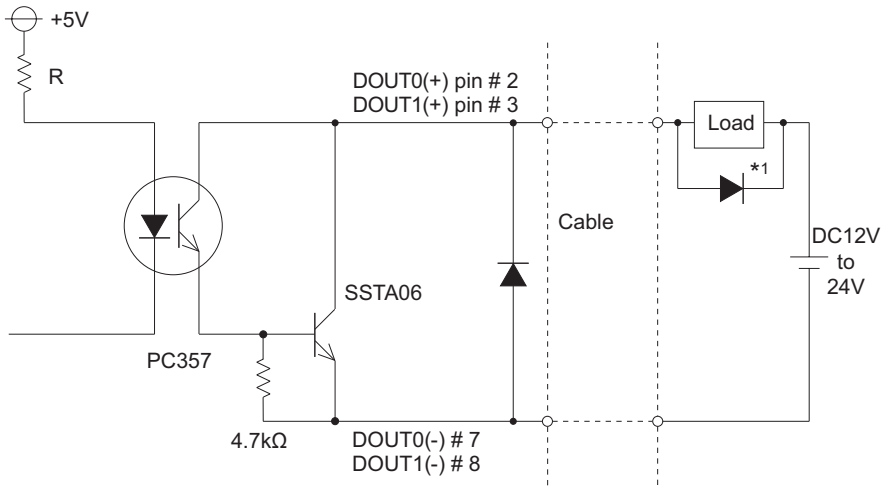 +5V
R
DOUT0(+) pin # 2
DOUT1(+) pin # 3
Load
*1
Cable
DC12V
to
24V
SSTA06
PC357
4.7kΩ
DOUT0(-) # 7
DOUT1(-) # 8